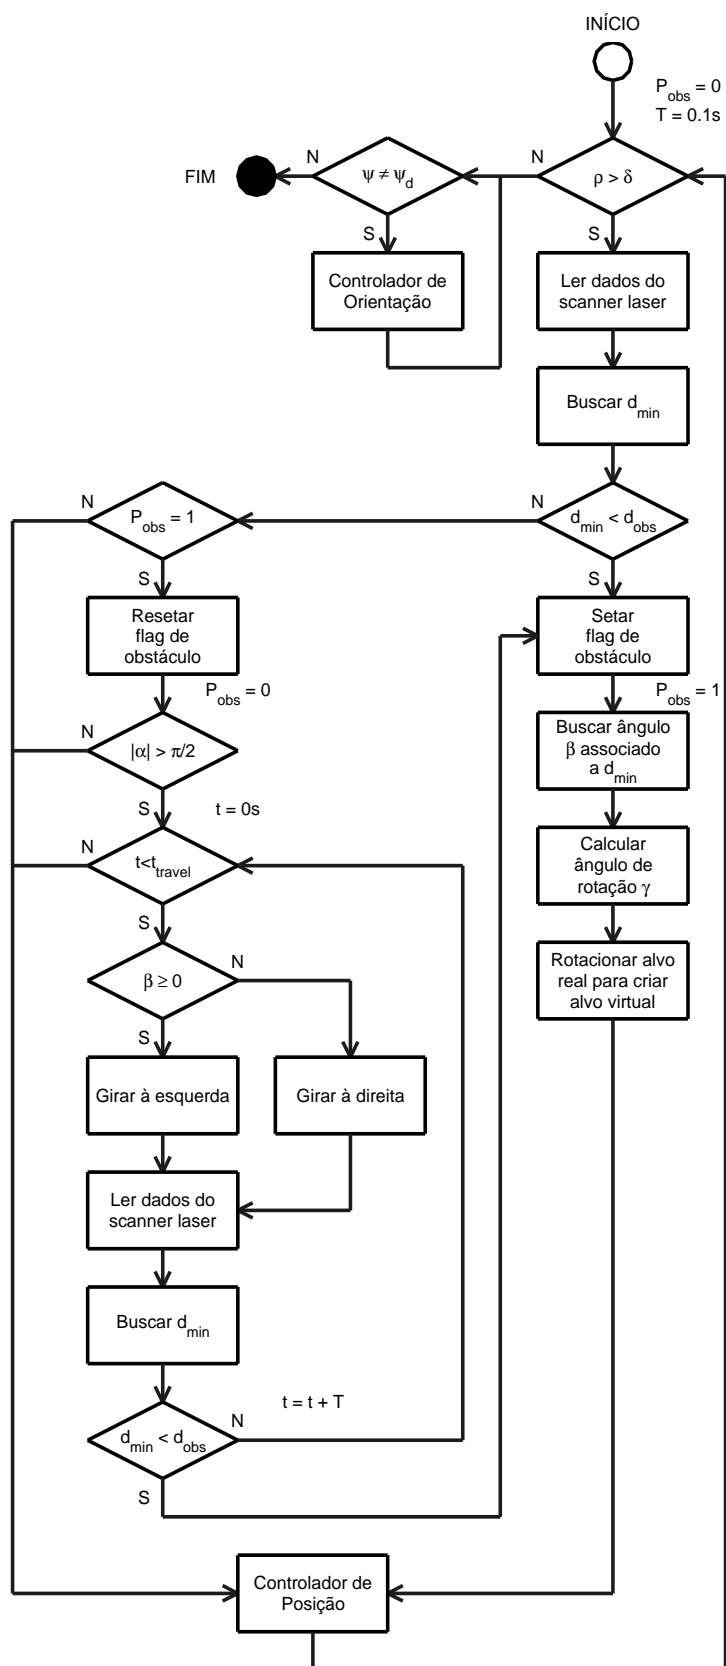 INÍCIO
P_obs = 0
T = 0.1s
FIM
N
ψ ≠ ψ_d
N
ρ > δ
S
S
Controlador de
Orientação
Ler dados do
scanner laser
Buscar d_min
N
P_obs = 1
N
d_min < d_obs
S
S
Resetar
flag de
obstáculo
Setar
flag de
obstáculo
P_obs = 0
P_obs = 1
N
|α| > π/2
Buscar ângulo
β associado
a d_min
S
t = 0s
N
t<t_travel
Calcular
ângulo de
rotação γ
S
β ≥ 0
N
Rotacionar alvo
real para criar
alvo virtual
S
Girar à esquerda
Girar à direita
Ler dados do
scanner laser
Buscar d_min
t = t + T
d_min < d_obs
N
S
Controlador de
Posição